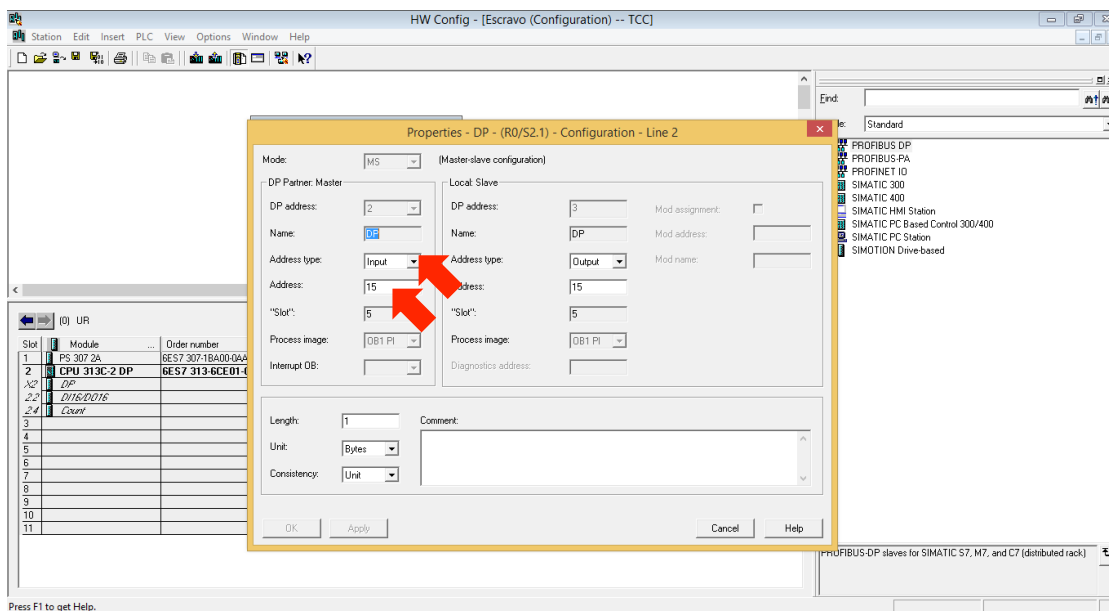 HW Config - [Escravo (Configuration) -- TCC]
Station Edit Insert PLC View Options Window Help
Find:
Standard
PROFIBUS DP
PROFIBUS-PA
PROFINET IO
SIMATIC 300
SIMATIC 400
SIMATIC HMI Station
SIMATIC PC Based Control 300/400
SIMATIC PC Station
SIMOTION Drive-based
Properties - DP - (R0/S2.1) - Configuration - Line 2
Mode: MS (Master-slave configuration)
DP Partner: Master Local: Slave
DP address: 2 DP address: 3 Mod assignment:
Name: DP Name: DP Mod address:
Address type: Input Address type: Output Mod name:
Address: 15 ddress: 15
"Slot": 5 "Slot": 5
Process image: OB1 PI Process image: OB1 PI
Interrupt OB: Diagnostics address:
Length: 1 Comment:
Unit: Bytes
Consistency: Unit
OK Apply Cancel Help
(0) UR
Slot Module ... Order number
1 PS 307 2A 6ES7 307-1BA00-0AA
2 CPU 313C-2 DP 6ES7 313-6CE01-
X2 DP
2.2 DI16/DO16
2.4 Count
3
4
5
6
7
8
9
10
11
PROFIBUS-DP slaves for SIMATIC S7, M7, and C7 (distributed rack)
Press F1 to get Help.